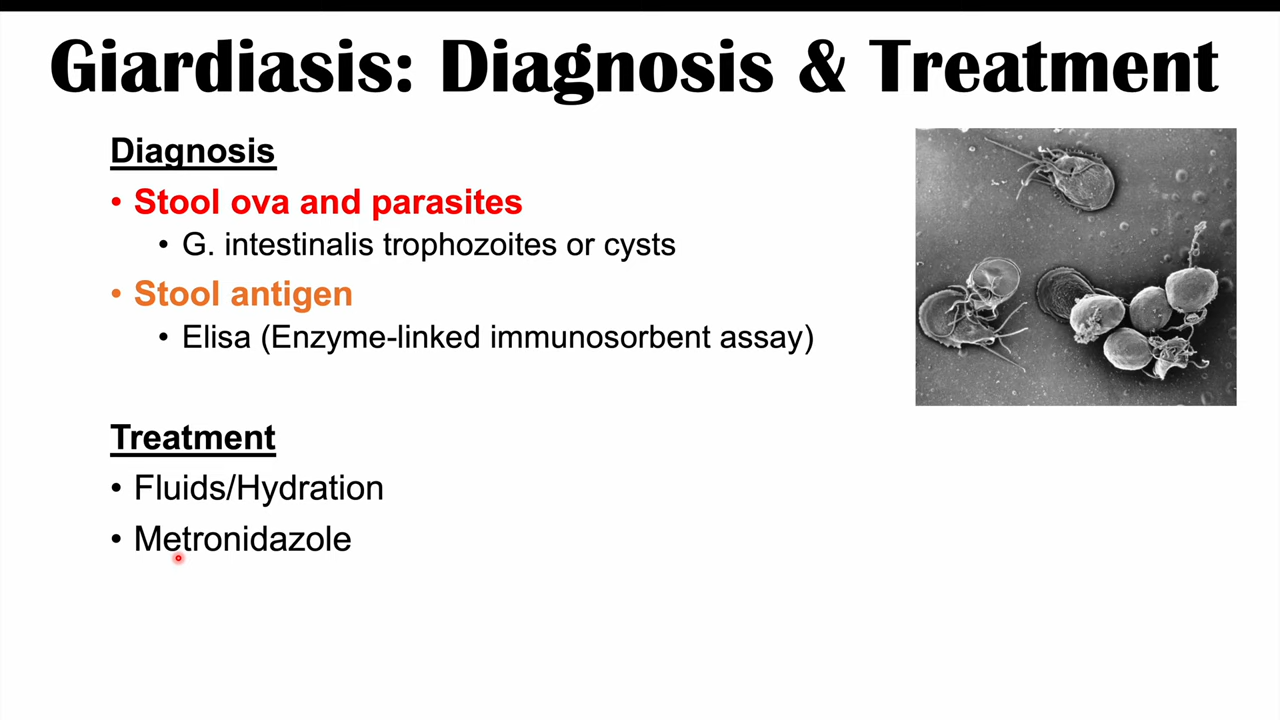 Giardiasis: Diagnosis & Treatment
Diagnosis
• Stool ova and parasites
• G. intestinalis trophozoites or cysts
• Stool antigen
• Elisa (Enzyme-linked immunosorbent assay)
Treatment
• Fluids/Hydration
• Metronidazole